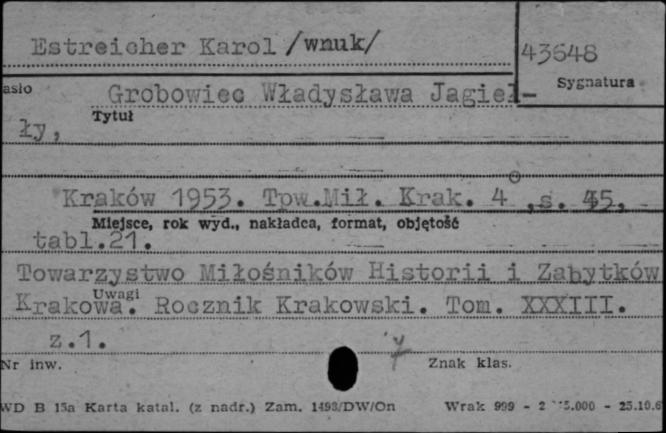 Estreicher Karol /wnuk/
43648
Sygnatura
asło
Grobowiec Władysława Jagieł-
Tytuł
ły,
Kraków 1953. Tpw.Mił. Krak. 4°,s. 45,
Miejsce, rok wyd., nakładca, format, objętość
tabl.21.
Towarzystwo Miłośników Historii i Zabytków
Uwagi
Krakowa. Rocznik Krakowski. Tom. XXXIII.
z.1.
Nr inw.
Znak klas.
WD B 15a Karta katal. (z nadr.) Zam. 1493/DW/On
Wrak 999 - 2 5.000 - 25.10.6